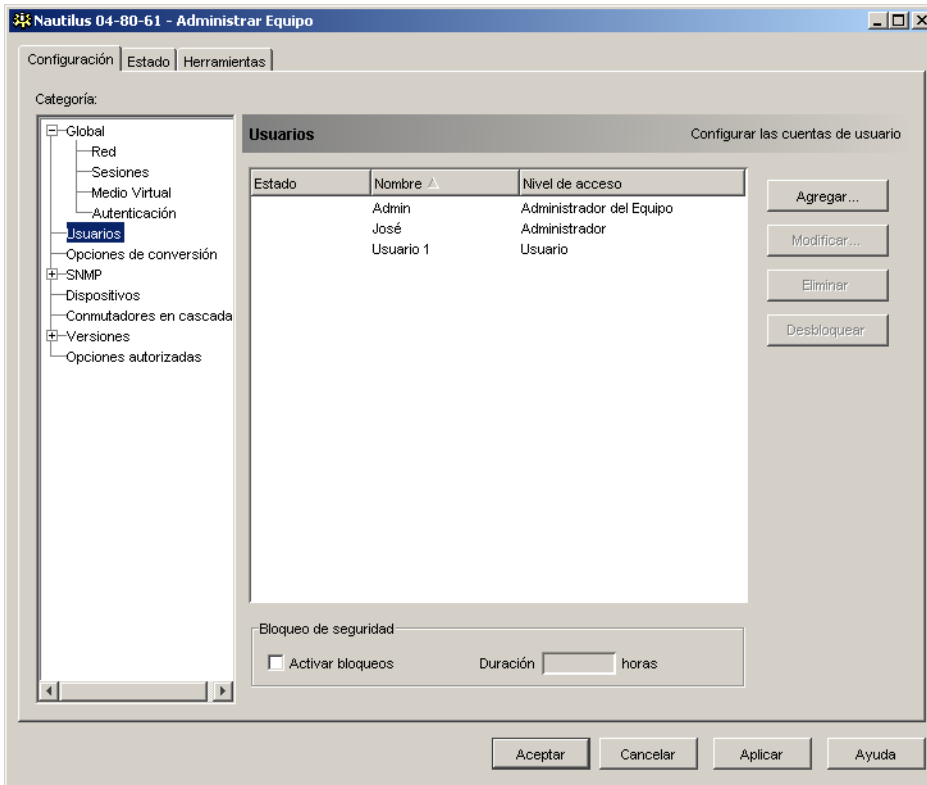 Nautilus 04-80-61 - Administrar Equipo
Configuración Estado Herramientas
Categoría:
Global
Red
Sesiones
Medio Virtual
Autenticación
Usuarios
Opciones de conversión
SNMP
Dispositivos
Conmutadores en cascada
Versiones
Opciones autorizadas
Usuarios Configurar las cuentas de usuario
Estado Nombre Nivel de acceso
Admin Administrador del Equipo
José Administrador
Usuario 1 Usuario
Agregar...
Modificar...
Eliminar
Desbloquear
Bloqueo de seguridad
Activar bloqueos Duración horas
Aceptar Cancelar Aplicar Ayuda